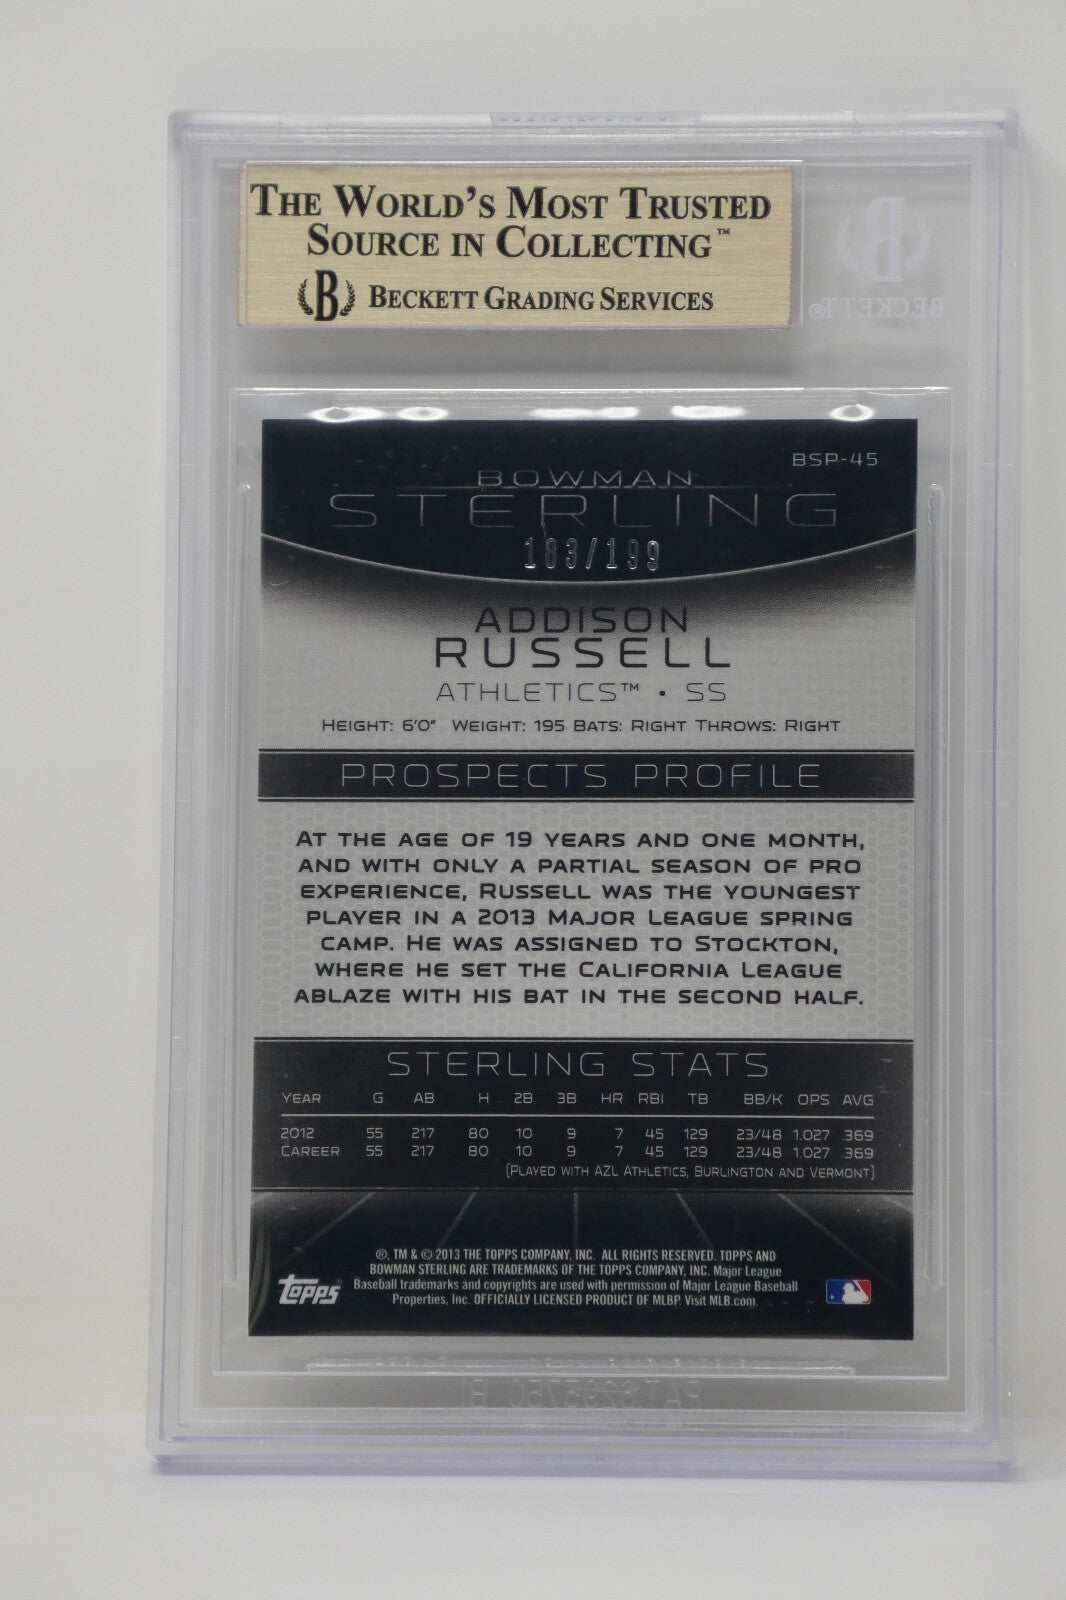 THE WORLD'S MOST TRUSTED
SOURCE IN COLLECTING™
B BECKETT GRADING SERVICES
BECKETT®
BSP-45
BOWMAN
STERLING
183/199
ADDISON
RUSSELL
ATHLETICS™ • SS
HEIGHT: 6'0" WEIGHT: 195 BATS: RIGHT THROWS: RIGHT
PROSPECTS PROFILE
AT THE AGE OF 19 YEARS AND ONE MONTH,
AND WITH ONLY A PARTIAL SEASON OF PRO
EXPERIENCE, RUSSELL WAS THE YOUNGEST
PLAYER IN A 2013 MAJOR LEAGUE SPRING
CAMP. HE WAS ASSIGNED TO STOCKTON,
WHERE HE SET THE CALIFORNIA LEAGUE
ABLAZE WITH HIS BAT IN THE SECOND HALF.
STERLING STATS
YEAR G AB H 2B 3B HR RBI TB BB/K OPS AVG
2012 55 217 80 10 9 7 45 129 23/48 1.027 .369
CAREER 55 217 80 10 9 7 45 129 23/48 1.027 .369
(PLAYED WITH AZL ATHLETICS, BURLINGTON AND VERMONT)
®, TM & © 2013 THE TOPPS COMPANY, INC. ALL RIGHTS RESERVED. TOPPS AND
BOWMAN STERLING ARE TRADEMARKS OF THE TOPPS COMPANY, INC. Major League
Baseball trademarks and copyrights are used with permission of Major League Baseball
Properties, Inc. OFFICIALLY LICENSED PRODUCT OF MLBP. Visit MLB.com.
Topps